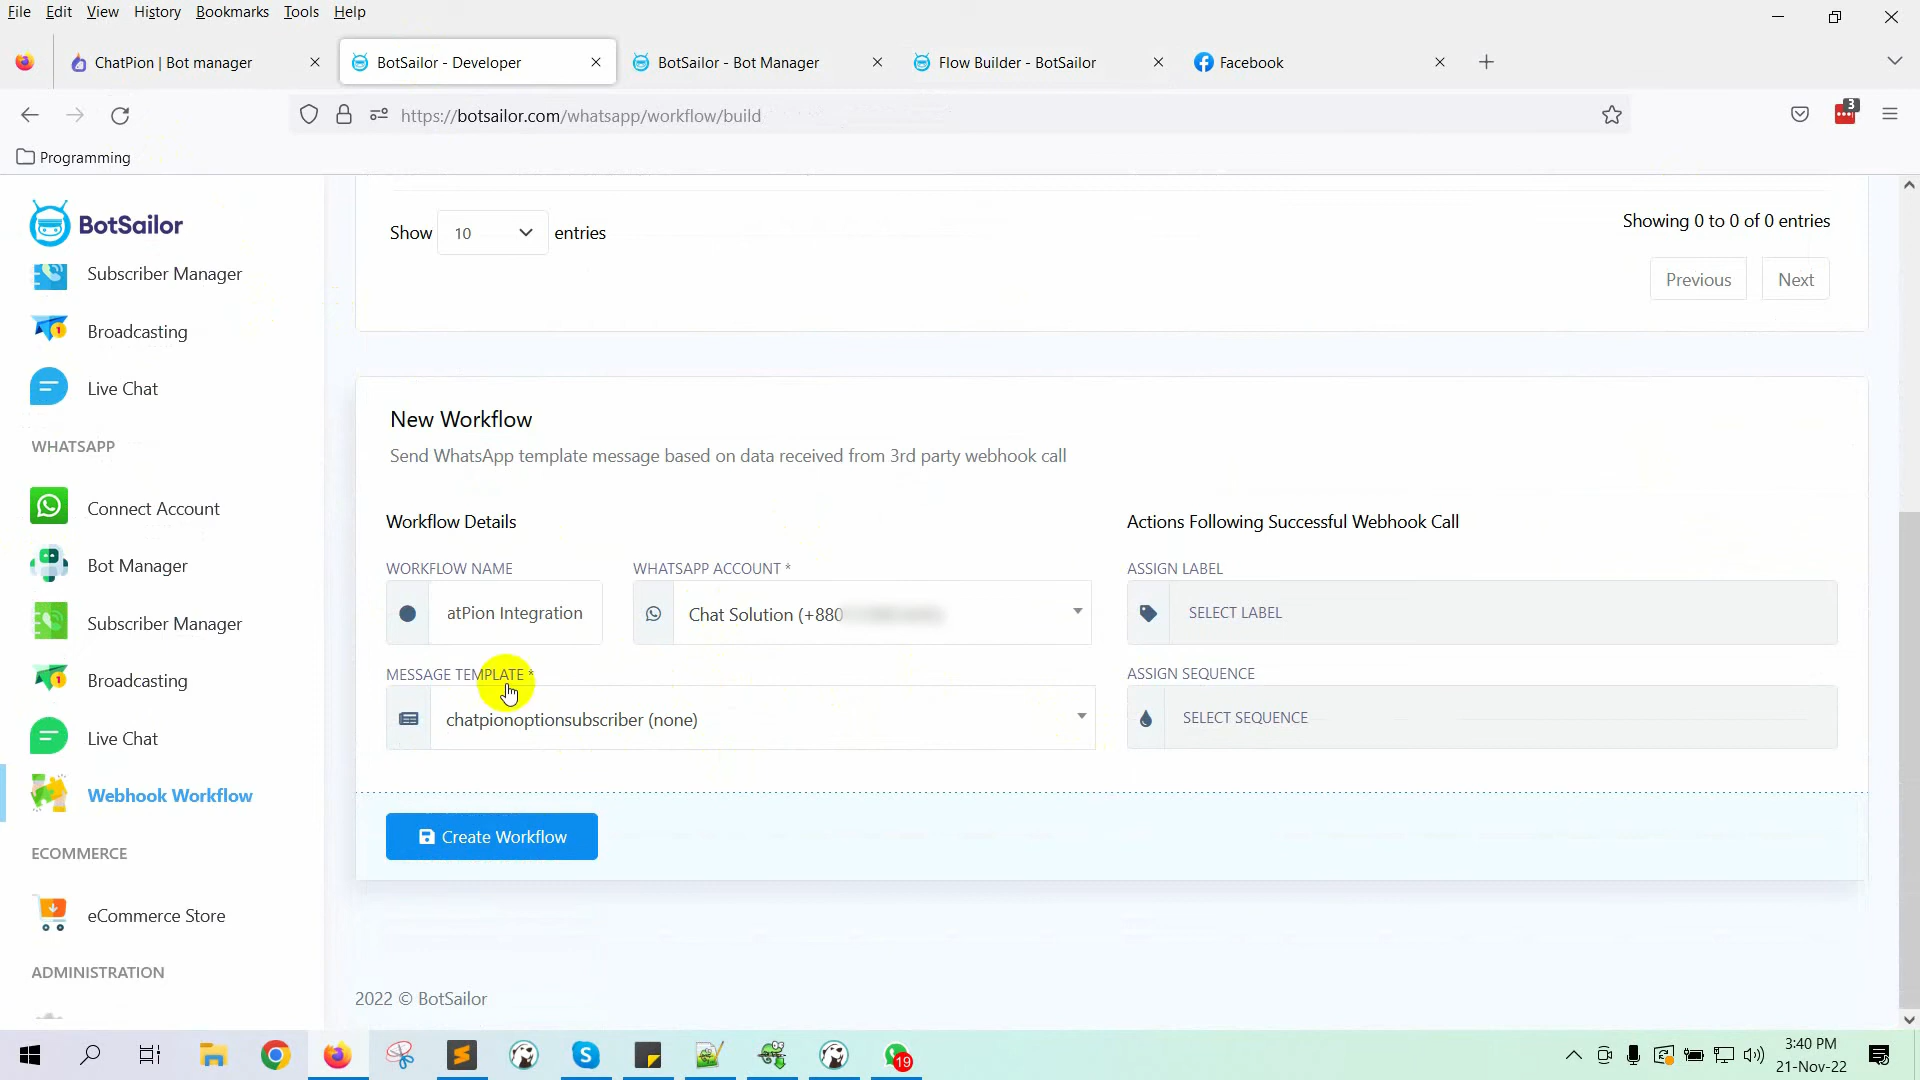 File Edit View History Bookmarks Tools Help
ChatPion | Bot manager
BotSailor - Developer
BotSailor - Bot Manager
Flow Builder - BotSailor
Facebook
https://botsailor.com/whatsapp/workflow/build
3
Programming
BotSailor
Subscriber Manager
Broadcasting
Live Chat
WHATSAPP
Connect Account
Bot Manager
Subscriber Manager
Broadcasting
Live Chat
Webhook Workflow
ECOMMERCE
eCommerce Store
ADMINISTRATION
Show 10 entries
Showing 0 to 0 of 0 entries
Previous Next
New Workflow
Send WhatsApp template message based on data received from 3rd party webhook call
Workflow Details
Actions Following Successful Webhook Call
WORKFLOW NAME
WHATSAPP ACCOUNT *
ASSIGN LABEL
atPion Integration
Chat Solution (+880
SELECT LABEL
MESSAGE TEMPLATE *
ASSIGN SEQUENCE
chatpionoptionsubscriber (none)
SELECT SEQUENCE
Create Workflow
2022 © BotSailor
19
3:40 PM
21-Nov-22